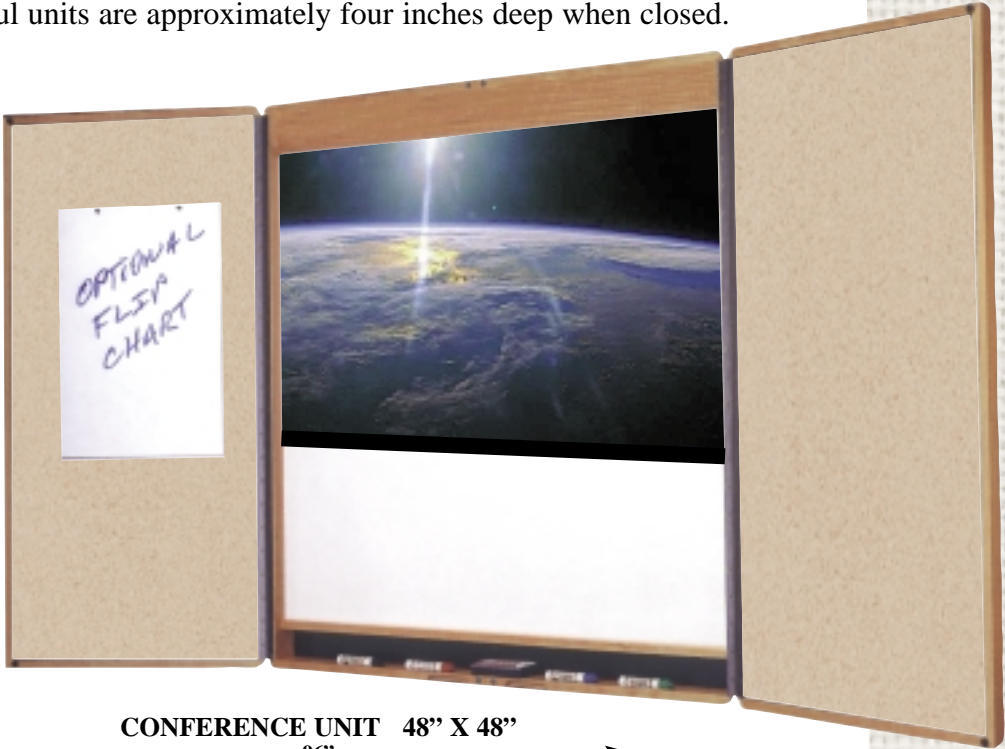 ul units are approximately four inches deep when closed.
OPTIONAL
FLIP
CHART
CONFERENCE UNIT 48” X 48”